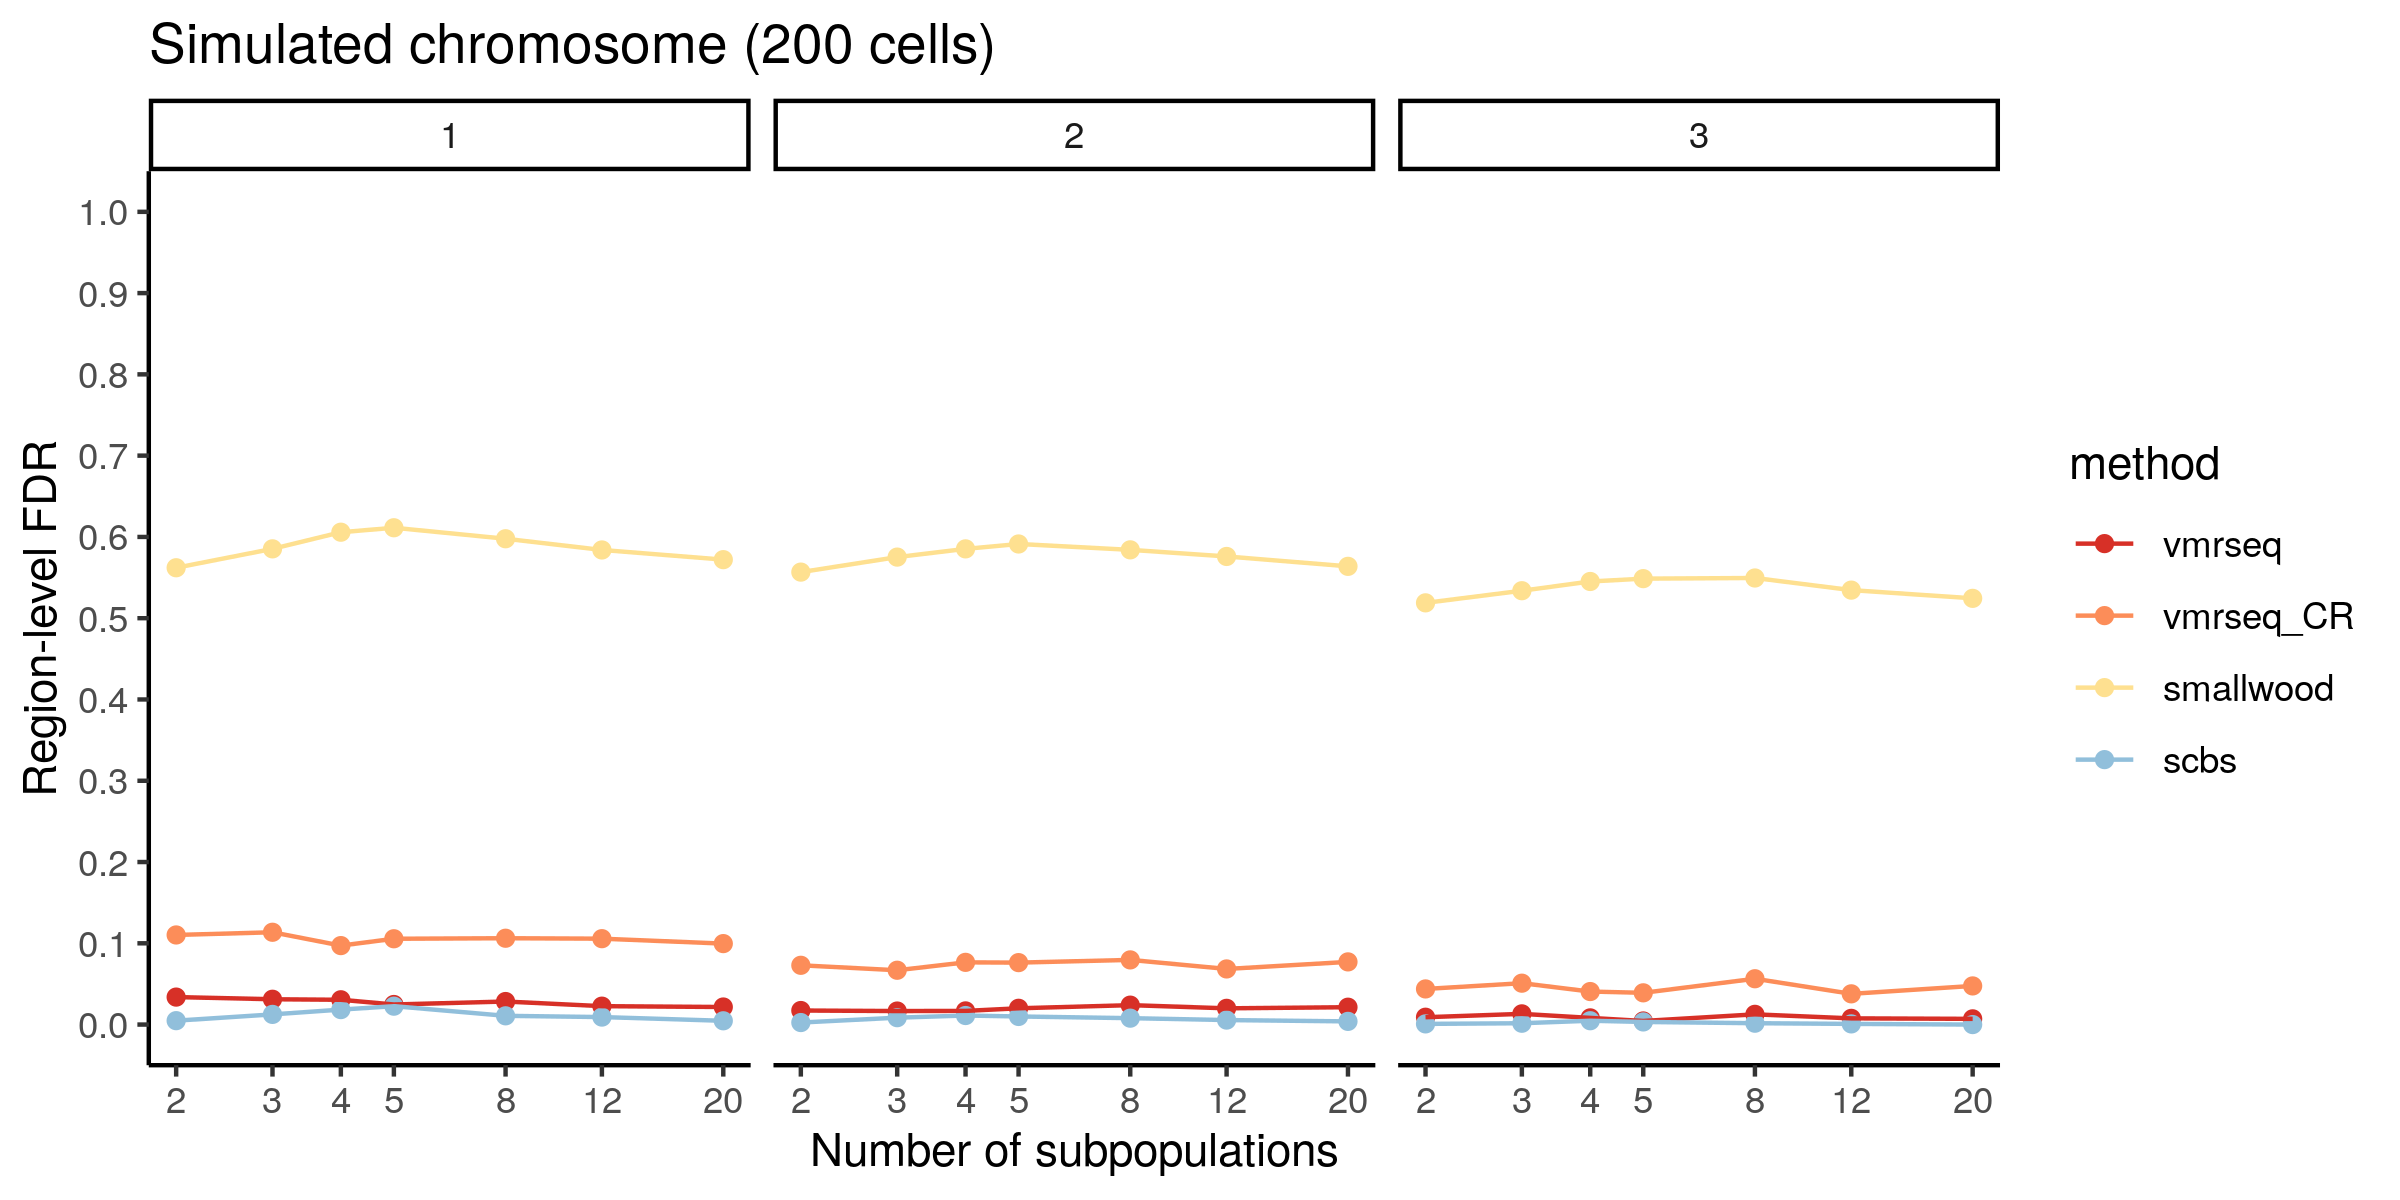 Simulated chromosome (200 cells)
1 2 3
1.0
0.9
0.8
0.7
0.6
0.5
0.4
0.3
0.2
0.1
0.0
Region-level FDR
2 3 4 5 8 12 20 2 3 4 5 8 12 20 2 3 4 5 8 12 20
Number of subpopulations
method
vmrseq
vmrseq_CR
smallwood
scbs